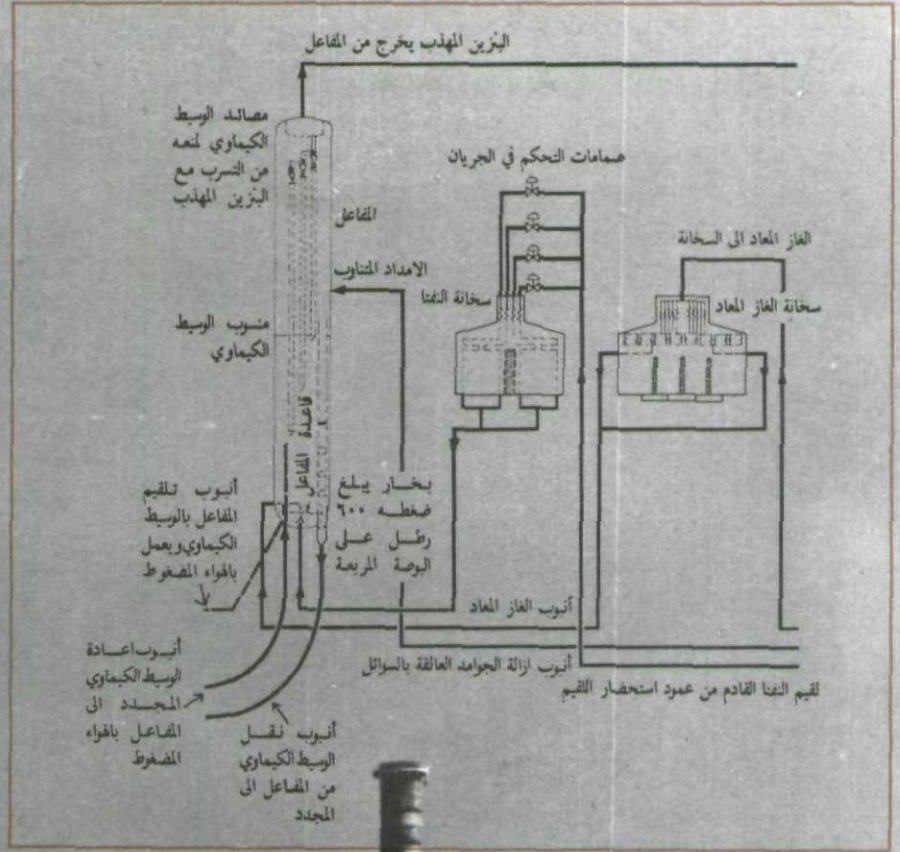 البنزين المهذب يخرج من المفاعل
مصائد الوسيط
الكيماوي لمنعه
من التسرب مع
البنزين المهذب
صمامات التحكم في الجريان
المفاعل
الغاز المعاد الى السخانة
الامداد المتناوب
سخانة النفتا
سخانة الغاز المعاد
منسوب الوسيط
الكيماوي
قاعدة المفاعل
أنبوب تلقيم
المفاعل بالوسيط
الكيماوي ويعمل
بالهواء المضغوط
بخار يبلغ
ضغطه ٦٠٠
رطل على
البوصة المربعة
أنبوب الغاز المعاد
أنبوب اعادة
الوسيط الكيماوي
المجدد الى
المفاعل بالهواء
المضغوط
أنبوب ازالة الجوامد العالقة بالسوائل
لقيم النفتا القادم من عمود استحضار اللقيم
أنبوب نقل
الوسيط الكيماوي
من المفاعل الى
المجدد